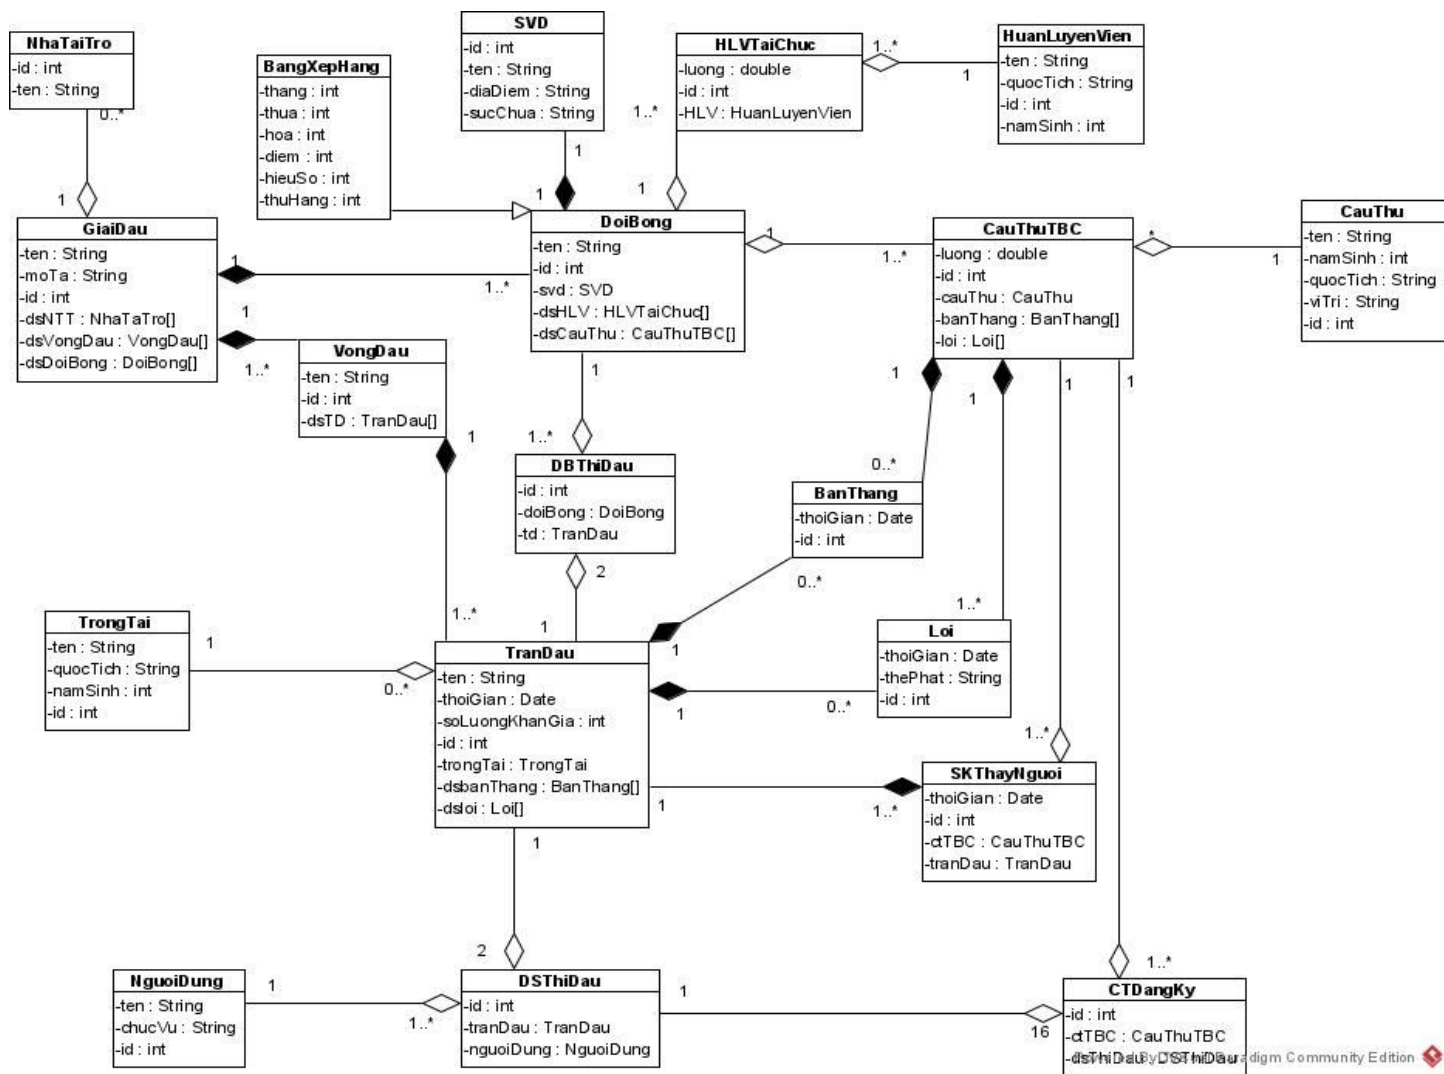 NhaTaiTro
-id : int
-ten : String
0..*
1
BangXepHang
-thang : int
-thua : int
-hoa : int
-diem : int
-hieuSo : int
-thuHang : int
SVD
-id : int
-ten : String
-diaDiem : String
-sucChua : String
1
1
HLVTaiChuc
-luong : double
-id : int
-HLV : HuanLuyenVien
1..*
1
1..*
1
HuanLuyenVien
-ten : String
-quocTich : String
-id : int
-namSinh : int
GiaiDau
-ten : String
-moTa : String
-id : int
-dsNTT : NhaTaTro[]
-dsVongDau : VongDau[]
-dsDoiBong : DoiBong[]
1
1..*
1
1..*
DoiBong
-ten : String
-id : int
-svd : SVD
-dsHLV : HLVTaiChuc[]
-dsCauThu : CauThuTBC[]
1
1..*
CauThuTBC
-luong : double
-id : int
-cauThu : CauThu
-banThang : BanThang[]
-loi : Loi[]
*
1
CauThu
-ten : String
-namSinh : int
-quocTich : String
-viTri : String
-id : int
VongDau
-ten : String
-id : int
-dsTD : TranDau[]
1
1..*
1
1..*
DBThiDau
-id : int
-doiBong : DoiBong
-td : TranDau
2
1
1
0..*
1
1..*
1
1
BanThang
-thoiGian : Date
-id : int
0..*
1
TrongTai
-ten : String
-quocTich : String
-namSinh : int
-id : int
1
0..*
TranDau
-ten : String
-thoiGian : Date
-soLuongKhanGia : int
-id : int
-trongTai : TrongTai
-dsbanThang : BanThang[]
-dsloi : Loi[]
1
0..*
Loi
-thoiGian : Date
-thePhat : String
-id : int
1..*
1
1..*
SKThayNguoi
-thoiGian : Date
-id : int
-ctTBC : CauThuTBC
-tranDau : TranDau
1
2
NguoiDung
-ten : String
-chucVu : String
-id : int
1
1..*
DSThiDau
-id : int
-tranDau : TranDau
-nguoiDung : NguoiDung
1
16
1..*
CTDangKy
-id : int
-ctTBC : CauThuTBC
-dsThiDau : DSThiDau
Powered By Visual Paradigm Community Edition